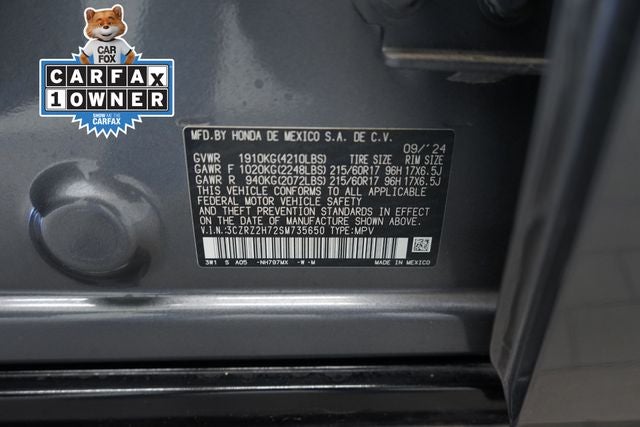 CAR
FOX
CARFAX
1 OWNER
SHOW ME THE
CARFAX
MFD.BY HONDA DE MEXICO S.A. DE C.V.
09/'24
GVWR 1910KG(4210LBS) TIRE SIZE RIM SIZE
GAWR F 1020KG(2248LBS) 215/60R17 96H 17X6.5J
GAWR R 940KG(2072LBS) 215/60R17 96H 17X6.5J
THIS VEHICLE CONFORMS TO ALL APPLICABLE
FEDERAL MOTOR VEHICLE SAFETY
AND THEFT PREVENTION STANDARDS IN EFFECT
ON THE DATE OF MANUFACTURE SHOWN ABOVE.
V.I.N.:3CZRZ2H72SM735650 TYPE:MPV
3W1 S A05 -NH797MX -W-M MADE IN MEXICO